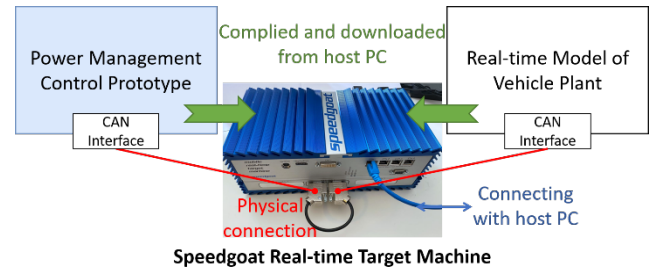 Power Management
Control Prototype
CAN
Interface
Complied and downloaded
from host PC
Real-time Model of
Vehicle Plant
CAN
Interface
speedgoat
Physical
connection
Connecting
with host PC
Speedgoat Real-time Target Machine